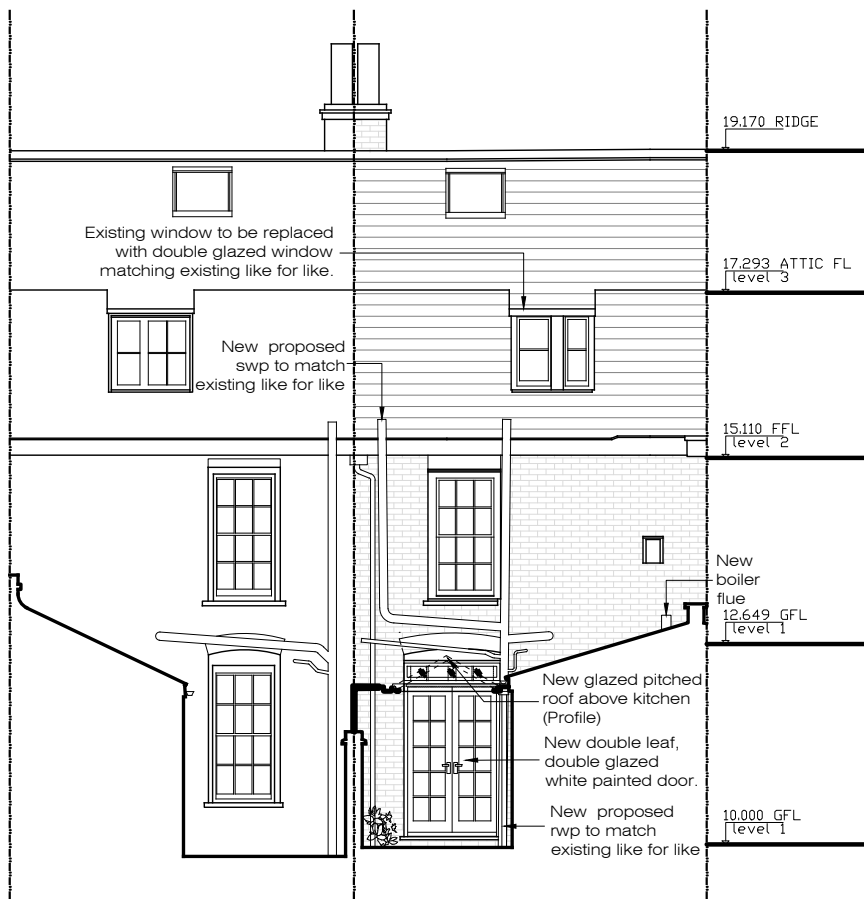 19.170 RIDGE
Existing window to be replaced
with double glazed window
matching existing like for like.
17.293 ATTIC FL
level 3
New proposed
swp to match
existing like for like
15.110 FFL
level 2
New
boiler
flue
12.649 GFL
level 1
New glazed pitched
roof above kitchen
(Profile)
New double leaf,
double glazed
white painted door.
New proposed
rwp to match
existing like for like
10.000 GFL
level 1